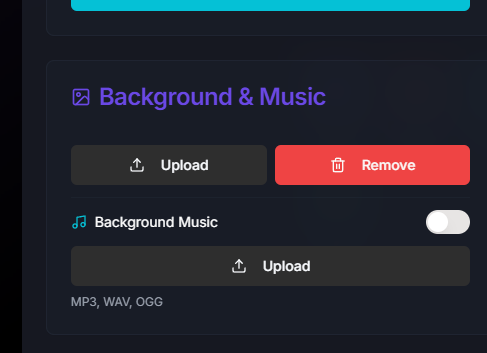 Background & Music
Upload
Remove
Background Music
Upload
MP3, WAV, OGG